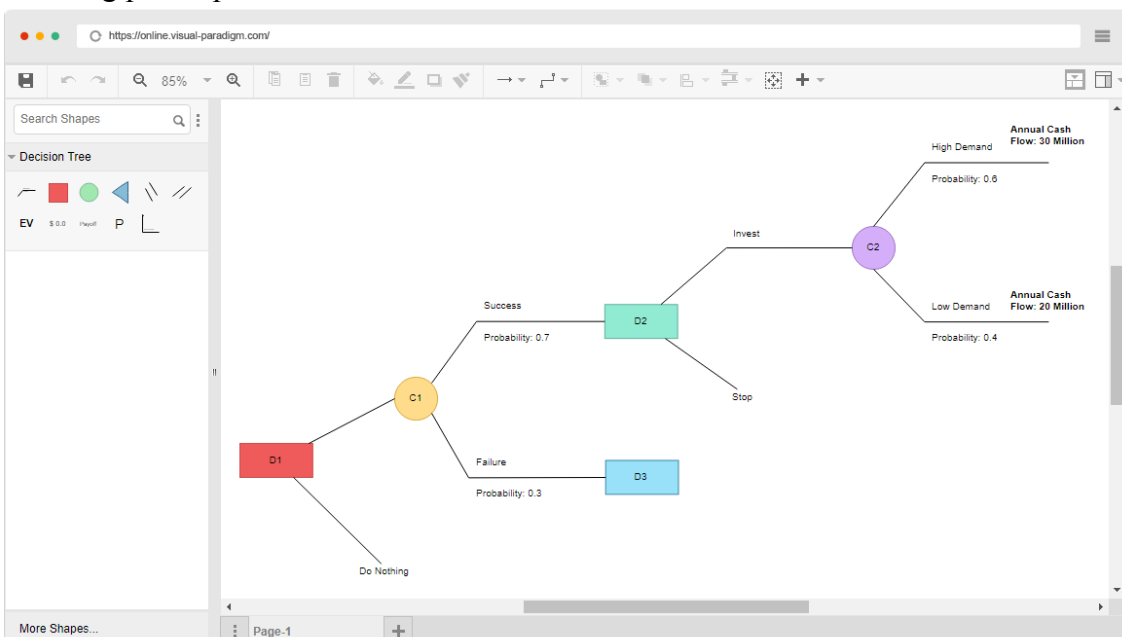 https://online.visual-paradigm.com/
85%
Search Shapes
Decision Tree
EV
$ 0.0
Payoff
P
Annual Cash
Flow: 30 Million
High Demand
Probability: 0.6
Invest
C2
Annual Cash
Flow: 20 Million
Low Demand
Probability: 0.4
Success
Probability: 0.7
D2
Stop
C1
D1
Failure
Probability: 0.3
D3
Do Nothing
More Shapes...
Page-1